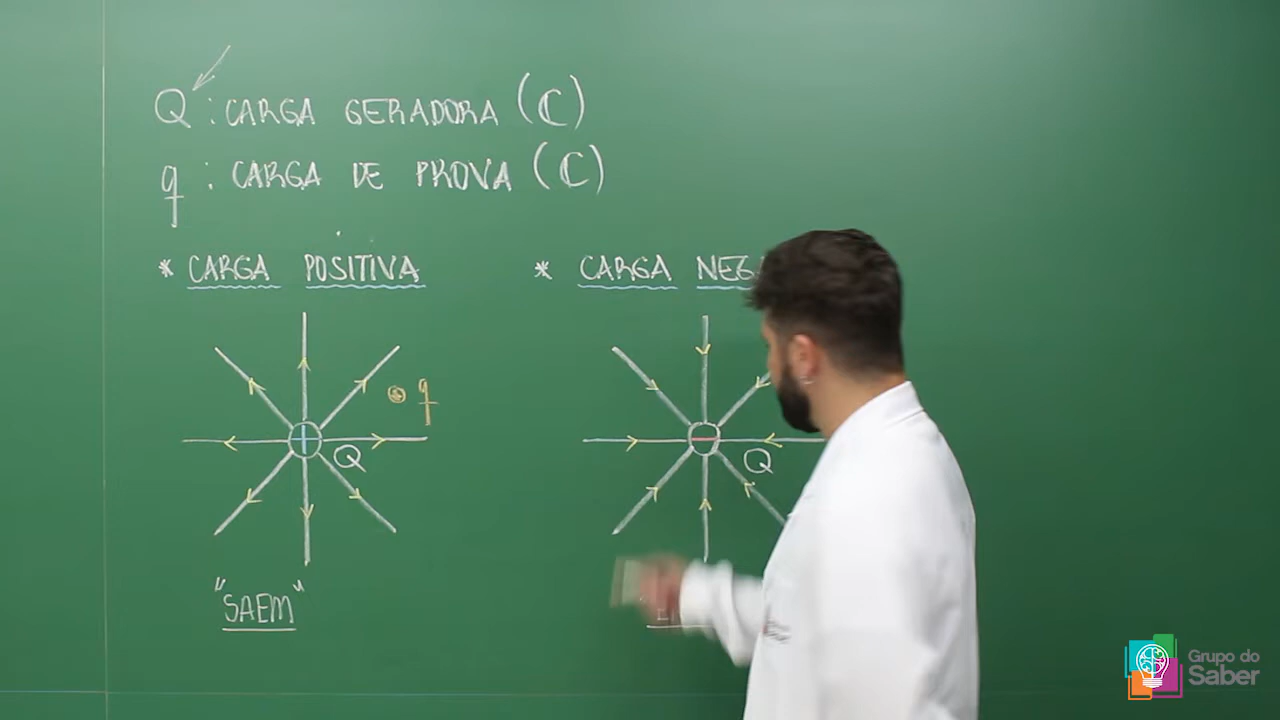 Q : CARGA GERADORA (C)
q : CARGA DE PROVA (C)
* CARGA POSITIVA
* CARGA
q
Q
Q
"SAEM"
Grupo do
Saber